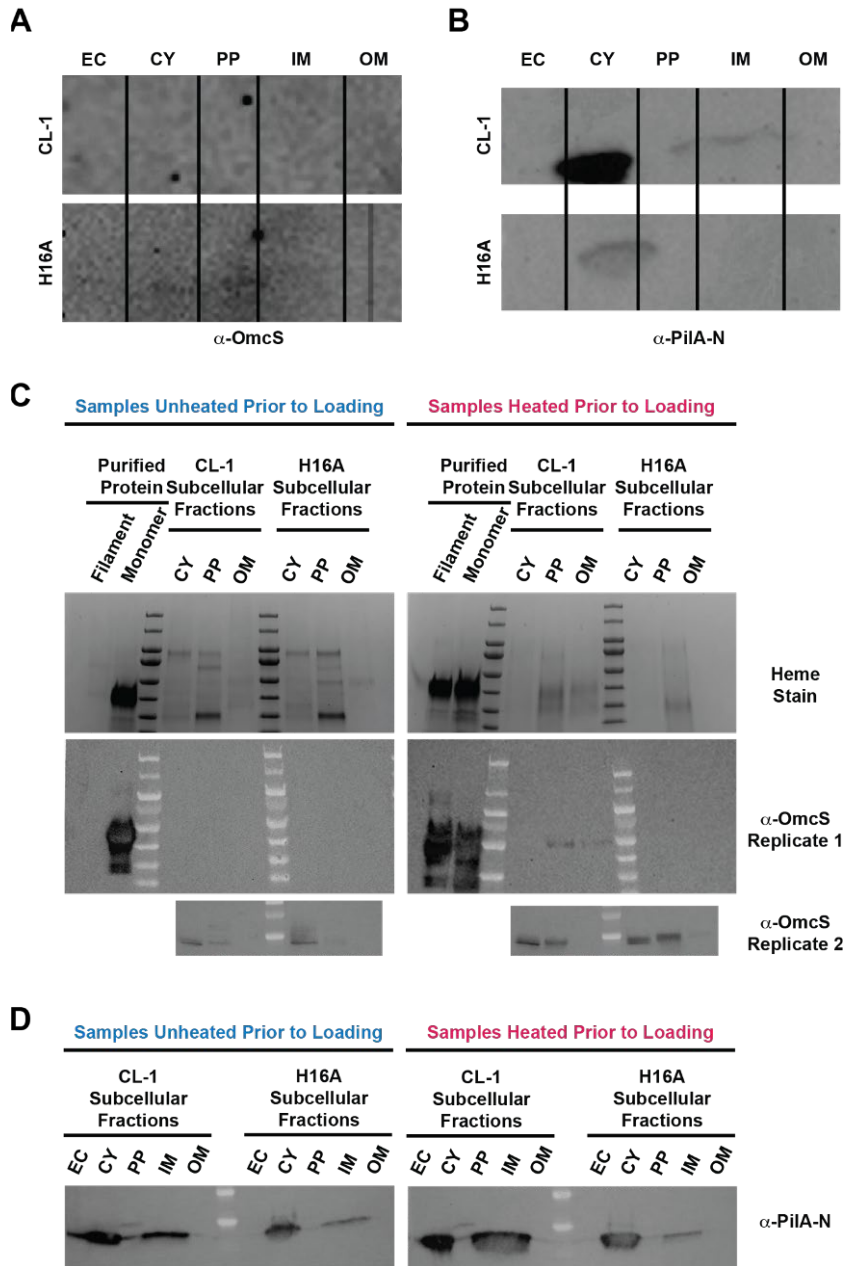 A
EC CY PP IM OM
CL-1
H16A
α-OmcS
B
EC CY PP IM OM
CL-1
H16A
α-PilA-N
C
Samples Unheated Prior to Loading
Samples Heated Prior to Loading
Purified
Protein
CL-1
Subcellular
Fractions
H16A
Subcellular
Fractions
Filament Monomer CY PP OM CY PP OM
Purified
Protein
CL-1
Subcellular
Fractions
H16A
Subcellular
Fractions
Filament Monomer CY PP OM CY PP OM
Heme
Stain
α-OmcS
Replicate 1
α-OmcS
Replicate 2
D
Samples Unheated Prior to Loading
Samples Heated Prior to Loading
CL-1
Subcellular
Fractions
H16A
Subcellular
Fractions
EC CY PP IM OM EC CY PP IM OM
CL-1
Subcellular
Fractions
H16A
Subcellular
Fractions
EC CY PP IM OM EC CY PP IM OM
α-PilA-N